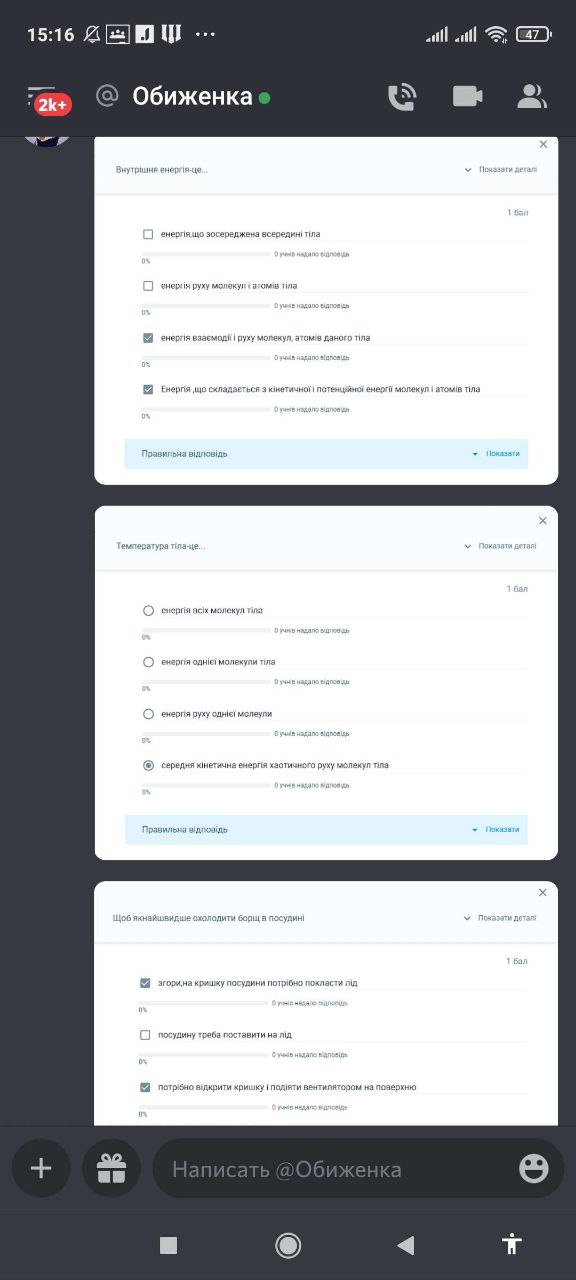 15:16
47
2k+
Обиженка
Внутрішня енергія-це...
Показати деталі
1 бал
енергія,що зосереджена всередині тіла
0 учнів надало відповідь
0%
енергія руху молекул і атомів тіла
0 учнів надало відповідь
0%
енергія взаємодії і руху молекул, атомів даного тіла
0 учнів надало відповідь
0%
Енергія ,що складається з кінетичної і потенційної енергії молекул і атомів тіла
0 учнів надало відповідь
0%
Правильна відповідь
Показати
Температура тіла-це...
Показати деталі
1 бал
енергія всіх молекул тіла
0 учнів надало відповідь
0%
енергія однієї молекули тіла
0 учнів надало відповідь
0%
енергія руху однієї молеули
0 учнів надало відповідь
0%
середня кінетична енергія хаотичного руху молекул тіла
0 учнів надало відповідь
0%
Правильна відповідь
Показати
Щоб якнайшвидше охолодити борщ в посудині
Показати деталі
1 бал
згори,на кришку посудини потрібно покласти лід
0 учнів надало відповідь
0%
посудину треба поставити на лід
0 учнів надало відповідь
0%
потрібно відкрити кришку і подіяти вентилятором на поверхню
0 учнів надало відповідь
0%
Написать @Обиженка